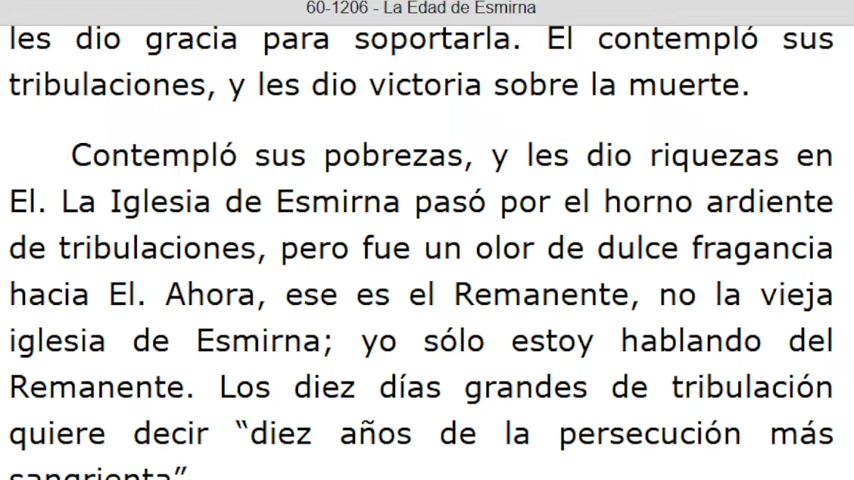 60-1206 - La Edad de Esmirna
les dio gracia para soportarla. El contempló sus
tribulaciones, y les dio victoria sobre la muerte.
Contempló sus pobrezas, y les dio riquezas en
El. La Iglesia de Esmirna pasó por el horno ardiente
de tribulaciones, pero fue un olor de dulce fragancia
hacia El. Ahora, ese es el Remanente, no la vieja
iglesia de Esmirna; yo sólo estoy hablando del
Remanente. Los diez días grandes de tribulación
quiere decir “diez años de la persecución más
sangrienta”